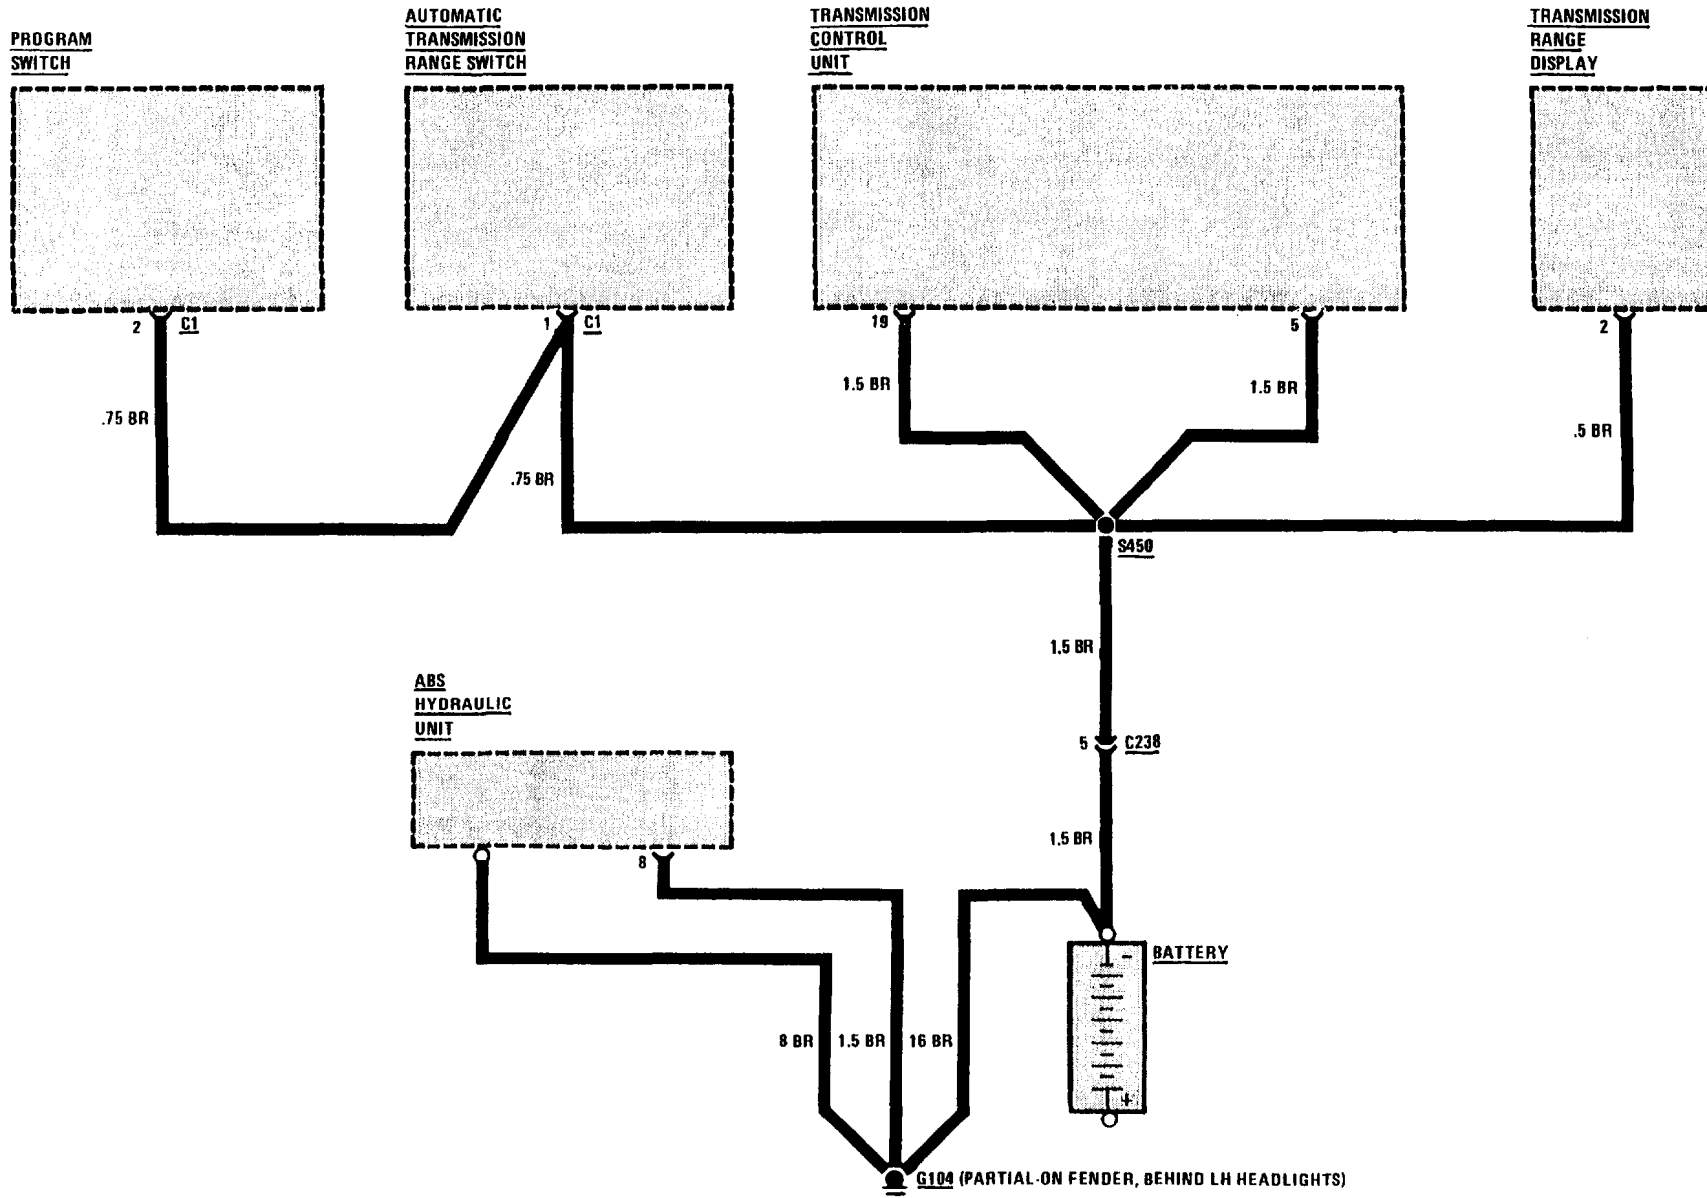 PROGRAM
SWITCH
AUTOMATIC
TRANSMISSION
RANGE SWITCH
TRANSMISSION
CONTROL
UNIT
TRANSMISSION
RANGE
DISPLAY
2 C1
1 C1
19
5
2
.75 BR
.75 BR
1.5 BR
1.5 BR
.5 BR
S450
1.5 BR
5 C238
1.5 BR
ABS
HYDRAULIC
UNIT
8
BATTERY
-
+
8 BR
1.5 BR
16 BR
G104 (PARTIAL-ON FENDER, BEHIND LH HEADLIGHTS)